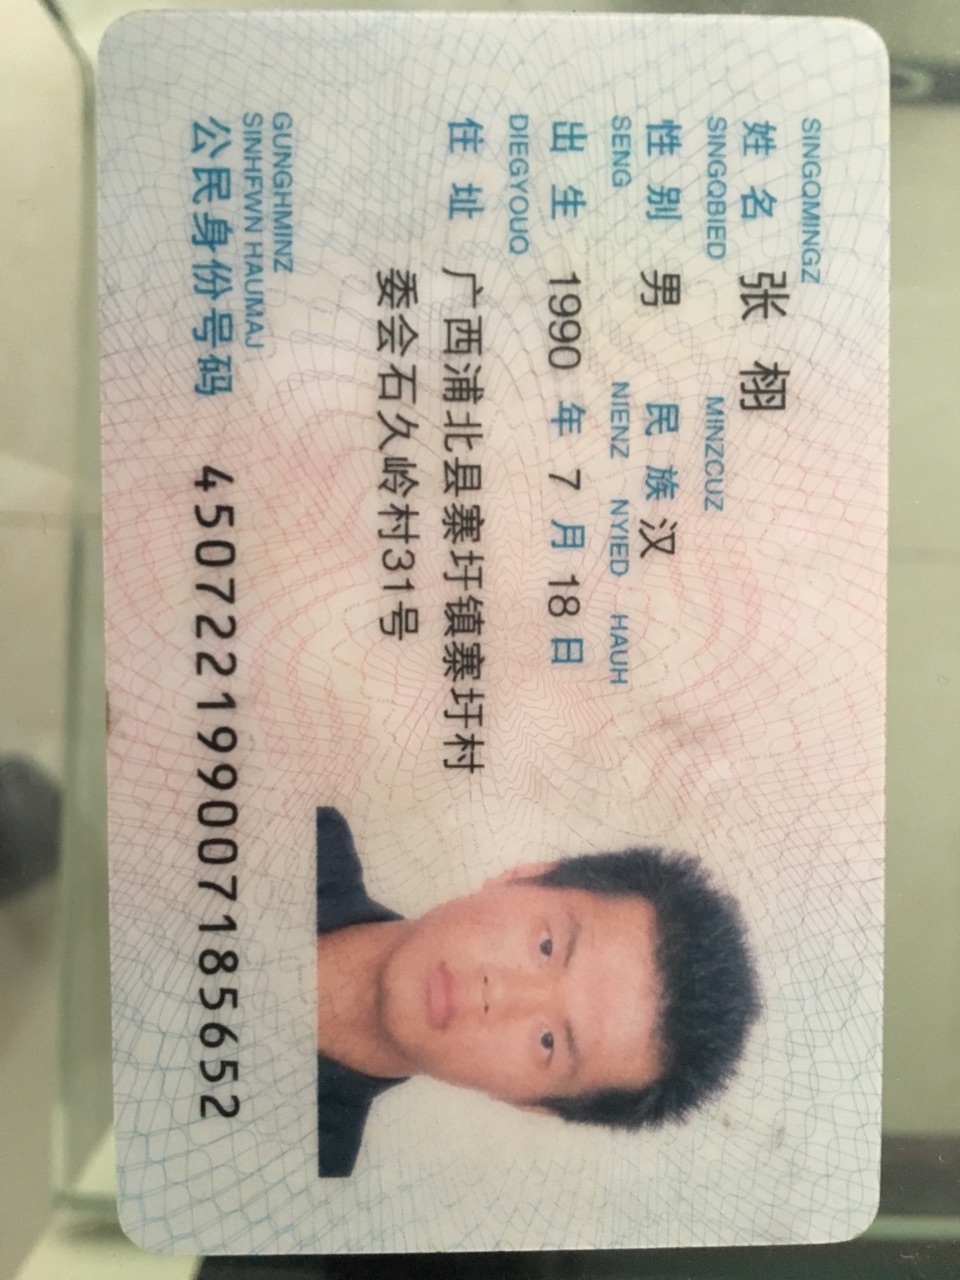 SINGQMINGZ
姓名 张栩
SINGQBIED MINZCUZ
性别 男 民族 汉
SENG NIENZ NYIED HAUH
出生 1990 年 7 月 18 日
DIEGYOUQ
住址 广西浦北县寨圩镇寨圩村
委会石久岭村31号
GUNGHMINZ
SINHFWN HAUMAJ
公民身份号码 450722199007185652